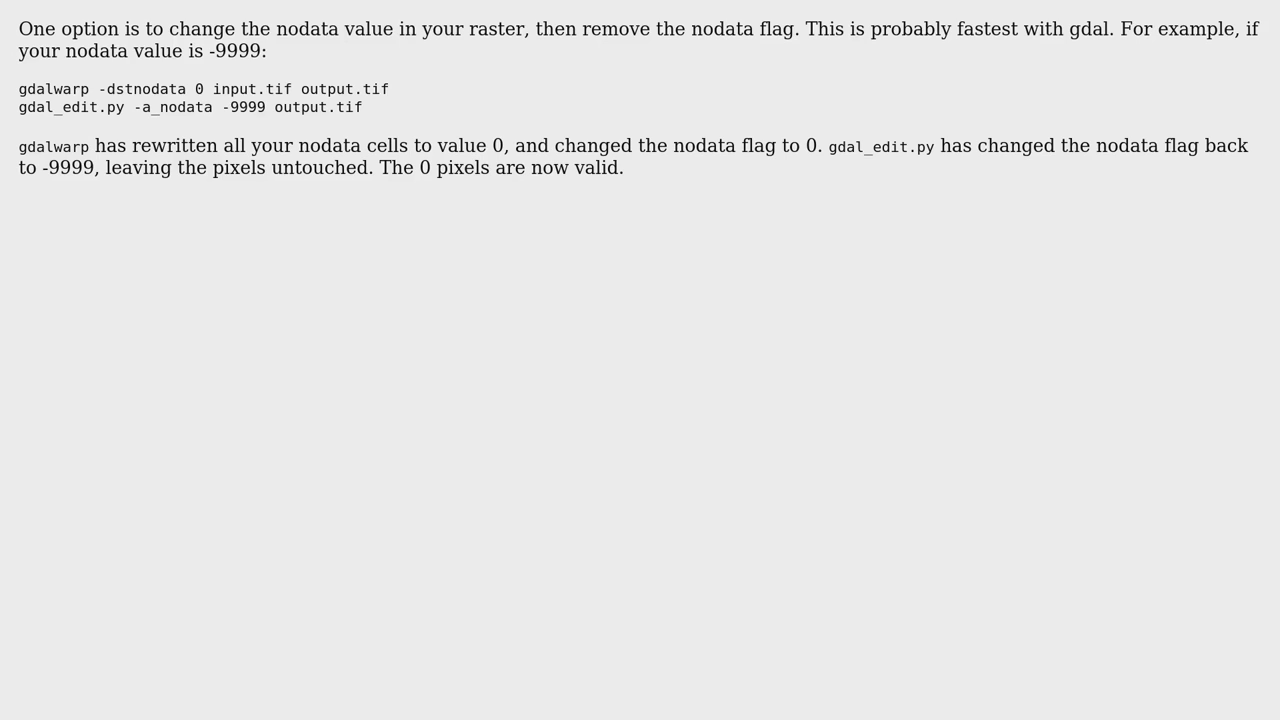 One option is to change the nodata value in your raster, then remove the nodata flag. This is probably fastest with gdal. For example, if
your nodata value is -9999:
gdalwarp -dstnodata 0 input.tif output.tif
gdal_edit.py -a_nodata -9999 output.tif
gdalwarp has rewritten all your nodata cells to value 0, and changed the nodata flag to 0. gdal_edit.py has changed the nodata flag back
to -9999, leaving the pixels untouched. The 0 pixels are now valid.